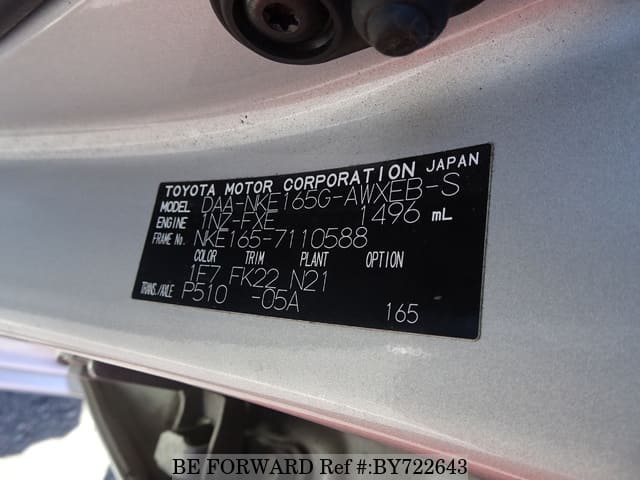 TOYOTA MOTOR CORPORATION JAPAN
MODEL DAA-NKE165G-AWXEB-S
ENGINE 1NZ-FXE 1496 mL
FRAME No. NKE165-7110588
COLOR TRIM PLANT OPTION
1F7 FK22 N21
TRANS./AXLE P510 -05A 165
BE FORWARD Ref #:BY722643